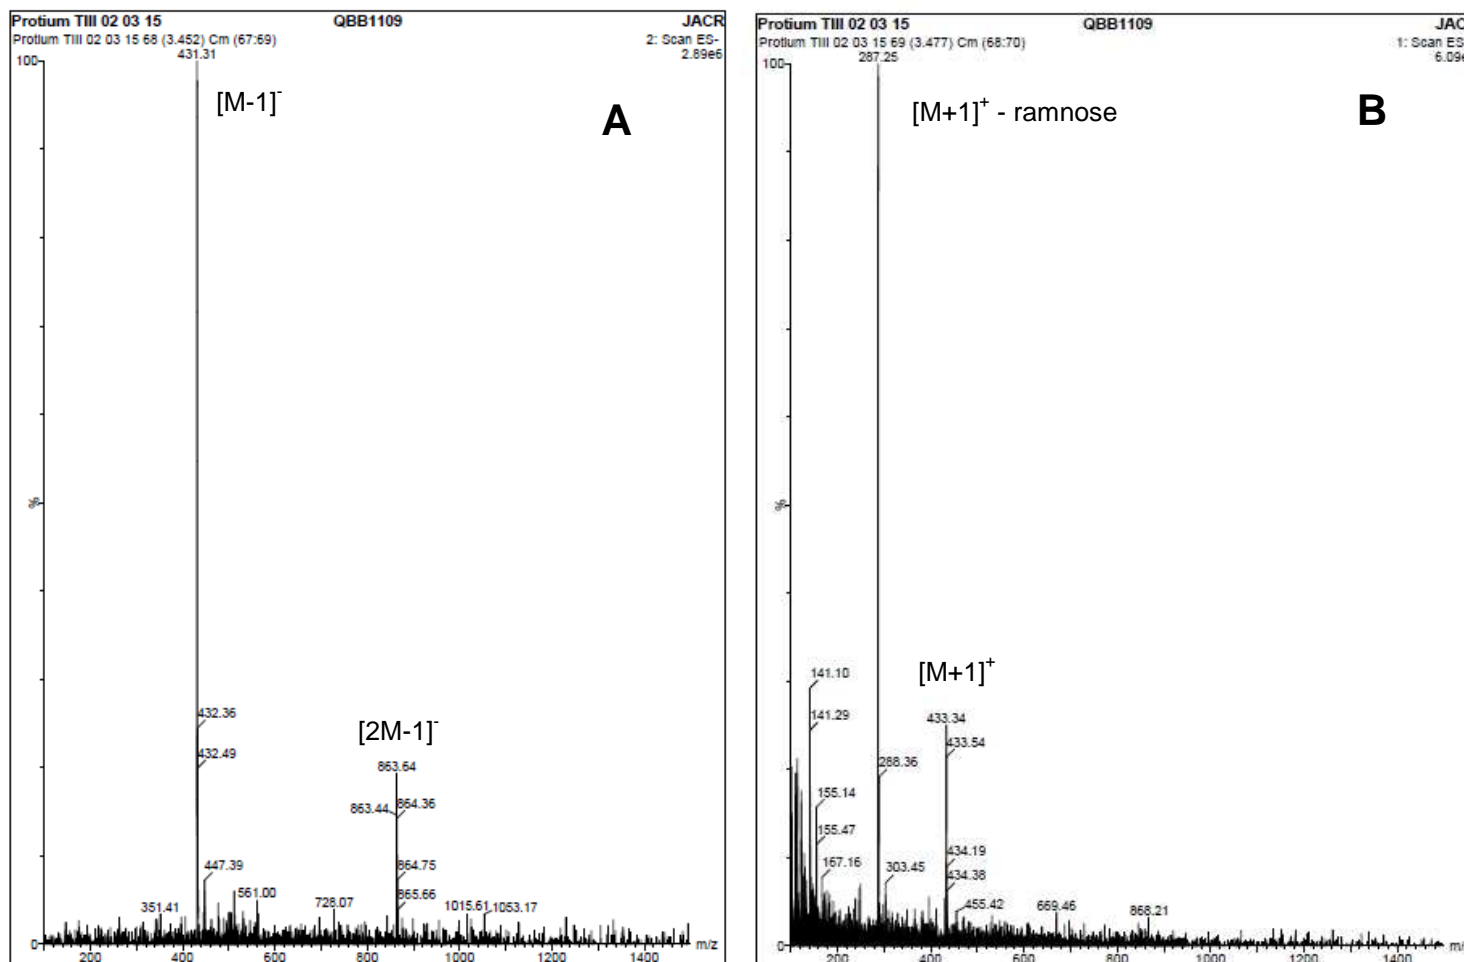 Protium TIII 02 03 15 QBB1109 JACR
Protium TIII 02 03 15 68 (3.452) Cm (67:69) 2: Scan ES-
431.31 2.89e6
100
[M-1]-
A
%
432.36
432.49
[2M-1]-
863.64
863.44 864.36
864.75
865.66
447.39
351.41
561.00
728.07
1015.61 1053.17
0
m/z
200 400 600 800 1000 1200 1400
Protium TIII 02 03 15 QBB1109 JAC
Protium TIII 02 03 15 69 (3.477) Cm (68:70) 1: Scan ES
287.25 6.09e
100
[M+1]+ - ramnose
B
%
141.10
141.29
[M+1]+
433.34
433.54
288.36
155.14
155.47
167.16
303.45
434.19
434.38
455.42
669.46
868.21
0
m/
200 400 600 800 1000 1200 1400